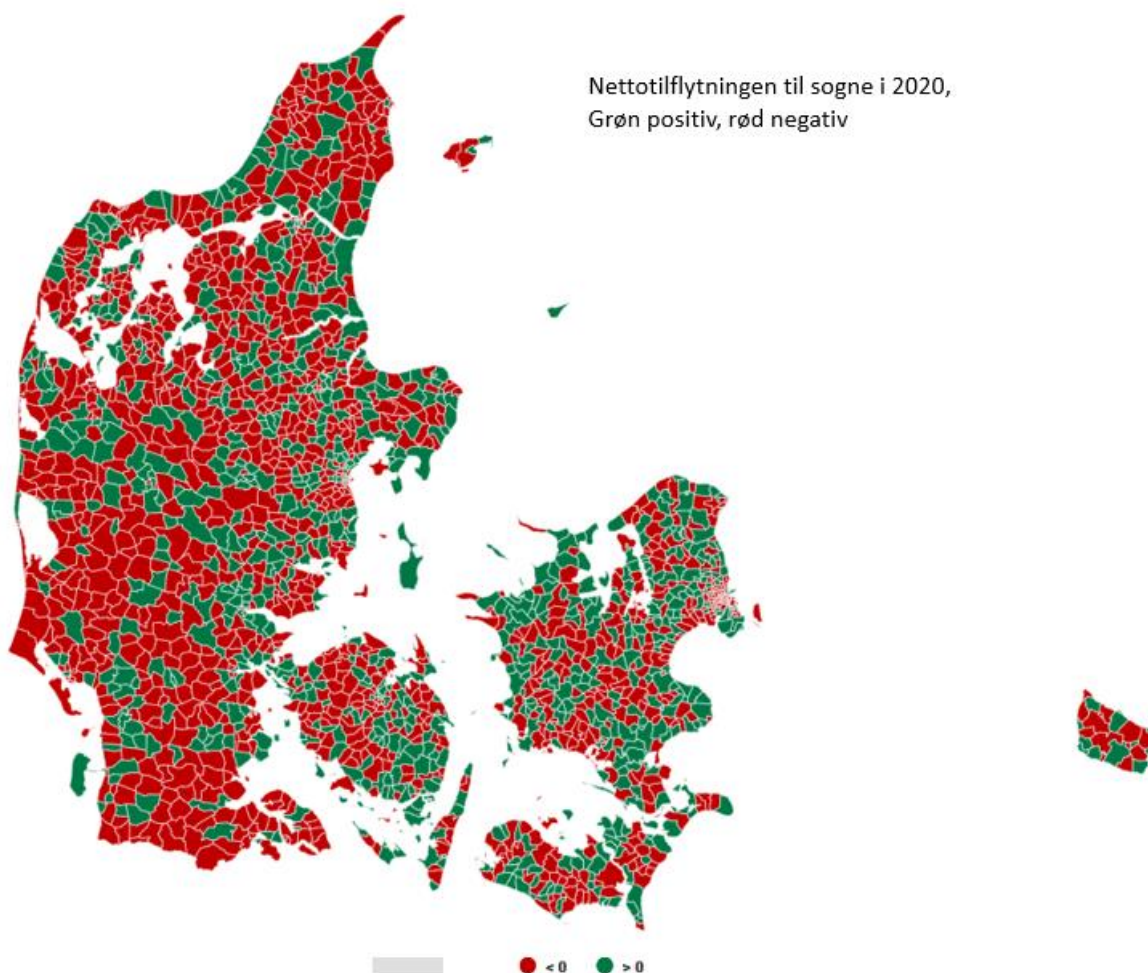 Nettotilflytningen til sogne i 2020,
Grøn positiv, rød negativ
< 0 > 0